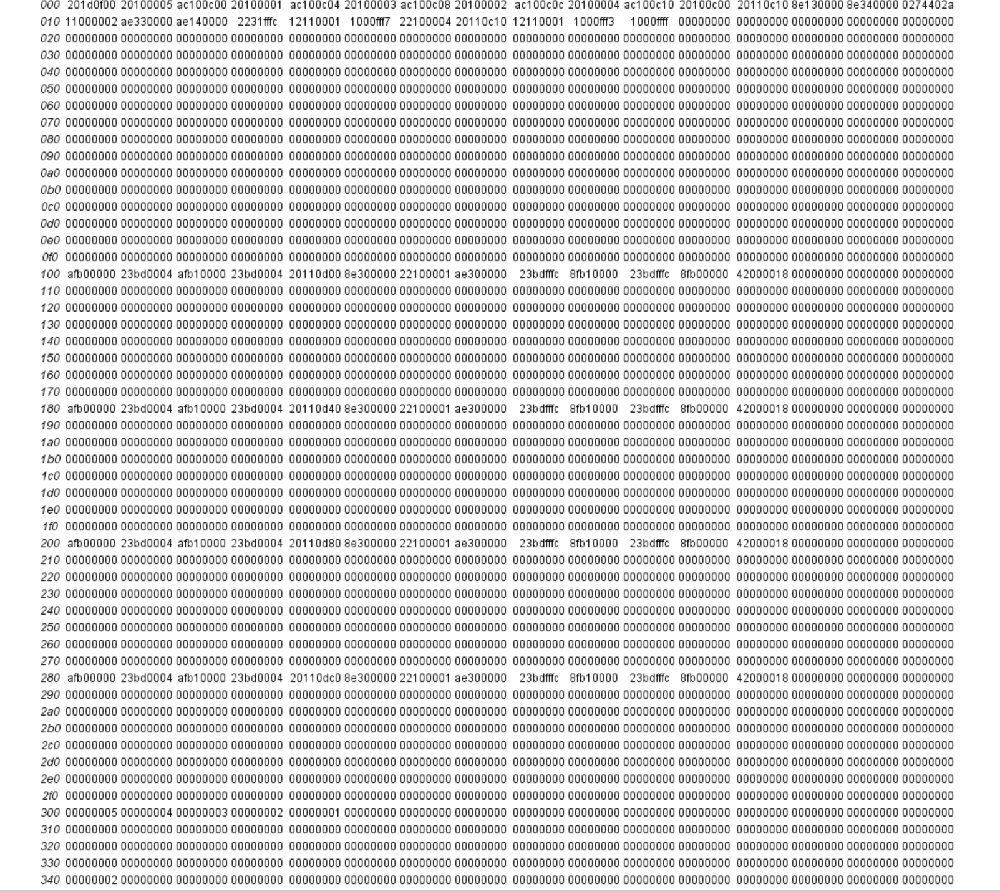 000 201d0f00 20100005 ac100c00 20100001 ac100c04 20100003 ac100c08 20100002 ac100c0c 20100004 ac100c10 20100c00 20110c10 8e130000 8e340000 0274402a
010 11000002 ae330000 ae140000 2231fffc 12110001 1000fff7 22100004 20110c10 12110001 1000fff3 1000ffff 00000000 00000000 00000000 00000000 00000000
020 00000000 00000000 00000000 00000000 00000000 00000000 00000000 00000000 00000000 00000000 00000000 00000000 00000000 00000000 00000000 00000000
030 00000000 00000000 00000000 00000000 00000000 00000000 00000000 00000000 00000000 00000000 00000000 00000000 00000000 00000000 00000000 00000000
040 00000000 00000000 00000000 00000000 00000000 00000000 00000000 00000000 00000000 00000000 00000000 00000000 00000000 00000000 00000000 00000000
050 00000000 00000000 00000000 00000000 00000000 00000000 00000000 00000000 00000000 00000000 00000000 00000000 00000000 00000000 00000000 00000000
060 00000000 00000000 00000000 00000000 00000000 00000000 00000000 00000000 00000000 00000000 00000000 00000000 00000000 00000000 00000000 00000000
070 00000000 00000000 00000000 00000000 00000000 00000000 00000000 00000000 00000000 00000000 00000000 00000000 00000000 00000000 00000000 00000000
080 00000000 00000000 00000000 00000000 00000000 00000000 00000000 00000000 00000000 00000000 00000000 00000000 00000000 00000000 00000000 00000000
090 00000000 00000000 00000000 00000000 00000000 00000000 00000000 00000000 00000000 00000000 00000000 00000000 00000000 00000000 00000000 00000000
0a0 00000000 00000000 00000000 00000000 00000000 00000000 00000000 00000000 00000000 00000000 00000000 00000000 00000000 00000000 00000000 00000000
0b0 00000000 00000000 00000000 00000000 00000000 00000000 00000000 00000000 00000000 00000000 00000000 00000000 00000000 00000000 00000000 00000000
0c0 00000000 00000000 00000000 00000000 00000000 00000000 00000000 00000000 00000000 00000000 00000000 00000000 00000000 00000000 00000000 00000000
0d0 00000000 00000000 00000000 00000000 00000000 00000000 00000000 00000000 00000000 00000000 00000000 00000000 00000000 00000000 00000000 00000000
0e0 00000000 00000000 00000000 00000000 00000000 00000000 00000000 00000000 00000000 00000000 00000000 00000000 00000000 00000000 00000000 00000000
0f0 00000000 00000000 00000000 00000000 00000000 00000000 00000000 00000000 00000000 00000000 00000000 00000000 00000000 00000000 00000000 00000000
100 afb00000 23bd0004 afb10000 23bd0004 20110d00 8e300000 22100001 ae300000 23bdfffc 8fb10000 23bdfffc 8fb00000 42000018 00000000 00000000 00000000
110 00000000 00000000 00000000 00000000 00000000 00000000 00000000 00000000 00000000 00000000 00000000 00000000 00000000 00000000 00000000 00000000
120 00000000 00000000 00000000 00000000 00000000 00000000 00000000 00000000 00000000 00000000 00000000 00000000 00000000 00000000 00000000 00000000
130 00000000 00000000 00000000 00000000 00000000 00000000 00000000 00000000 00000000 00000000 00000000 00000000 00000000 00000000 00000000 00000000
140 00000000 00000000 00000000 00000000 00000000 00000000 00000000 00000000 00000000 00000000 00000000 00000000 00000000 00000000 00000000 00000000
150 00000000 00000000 00000000 00000000 00000000 00000000 00000000 00000000 00000000 00000000 00000000 00000000 00000000 00000000 00000000 00000000
160 00000000 00000000 00000000 00000000 00000000 00000000 00000000 00000000 00000000 00000000 00000000 00000000 00000000 00000000 00000000 00000000
170 00000000 00000000 00000000 00000000 00000000 00000000 00000000 00000000 00000000 00000000 00000000 00000000 00000000 00000000 00000000 00000000
180 afb00000 23bd0004 afb10000 23bd0004 20110d40 8e300000 22100001 ae300000 23bdfffc 8fb10000 23bdfffc 8fb00000 42000018 00000000 00000000 00000000
190 00000000 00000000 00000000 00000000 00000000 00000000 00000000 00000000 00000000 00000000 00000000 00000000 00000000 00000000 00000000 00000000
1a0 00000000 00000000 00000000 00000000 00000000 00000000 00000000 00000000 00000000 00000000 00000000 00000000 00000000 00000000 00000000 00000000
1b0 00000000 00000000 00000000 00000000 00000000 00000000 00000000 00000000 00000000 00000000 00000000 00000000 00000000 00000000 00000000 00000000
1c0 00000000 00000000 00000000 00000000 00000000 00000000 00000000 00000000 00000000 00000000 00000000 00000000 00000000 00000000 00000000 00000000
1d0 00000000 00000000 00000000 00000000 00000000 00000000 00000000 00000000 00000000 00000000 00000000 00000000 00000000 00000000 00000000 00000000
1e0 00000000 00000000 00000000 00000000 00000000 00000000 00000000 00000000 00000000 00000000 00000000 00000000 00000000 00000000 00000000 00000000
1f0 00000000 00000000 00000000 00000000 00000000 00000000 00000000 00000000 00000000 00000000 00000000 00000000 00000000 00000000 00000000 00000000
200 afb00000 23bd0004 afb10000 23bd0004 20110d80 8e300000 22100001 ae300000 23bdfffc 8fb10000 23bdfffc 8fb00000 42000018 00000000 00000000 00000000
210 00000000 00000000 00000000 00000000 00000000 00000000 00000000 00000000 00000000 00000000 00000000 00000000 00000000 00000000 00000000 00000000
220 00000000 00000000 00000000 00000000 00000000 00000000 00000000 00000000 00000000 00000000 00000000 00000000 00000000 00000000 00000000 00000000
230 00000000 00000000 00000000 00000000 00000000 00000000 00000000 00000000 00000000 00000000 00000000 00000000 00000000 00000000 00000000 00000000
240 00000000 00000000 00000000 00000000 00000000 00000000 00000000 00000000 00000000 00000000 00000000 00000000 00000000 00000000 00000000 00000000
250 00000000 00000000 00000000 00000000 00000000 00000000 00000000 00000000 00000000 00000000 00000000 00000000 00000000 00000000 00000000 00000000
260 00000000 00000000 00000000 00000000 00000000 00000000 00000000 00000000 00000000 00000000 00000000 00000000 00000000 00000000 00000000 00000000
270 00000000 00000000 00000000 00000000 00000000 00000000 00000000 00000000 00000000 00000000 00000000 00000000 00000000 00000000 00000000 00000000
280 afb00000 23bd0004 afb10000 23bd0004 20110dc0 8e300000 22100001 ae300000 23bdfffc 8fb10000 23bdfffc 8fb00000 42000018 00000000 00000000 00000000
290 00000000 00000000 00000000 00000000 00000000 00000000 00000000 00000000 00000000 00000000 00000000 00000000 00000000 00000000 00000000 00000000
2a0 00000000 00000000 00000000 00000000 00000000 00000000 00000000 00000000 00000000 00000000 00000000 00000000 00000000 00000000 00000000 00000000
2b0 00000000 00000000 00000000 00000000 00000000 00000000 00000000 00000000 00000000 00000000 00000000 00000000 00000000 00000000 00000000 00000000
2c0 00000000 00000000 00000000 00000000 00000000 00000000 00000000 00000000 00000000 00000000 00000000 00000000 00000000 00000000 00000000 00000000
2d0 00000000 00000000 00000000 00000000 00000000 00000000 00000000 00000000 00000000 00000000 00000000 00000000 00000000 00000000 00000000 00000000
2e0 00000000 00000000 00000000 00000000 00000000 00000000 00000000 00000000 00000000 00000000 00000000 00000000 00000000 00000000 00000000 00000000
2f0 00000000 00000000 00000000 00000000 00000000 00000000 00000000 00000000 00000000 00000000 00000000 00000000 00000000 00000000 00000000 00000000
300 00000005 00000004 00000003 00000002 00000001 00000000 00000000 00000000 00000000 00000000 00000000 00000000 00000000 00000000 00000000 00000000
310 00000000 00000000 00000000 00000000 00000000 00000000 00000000 00000000 00000000 00000000 00000000 00000000 00000000 00000000 00000000 00000000
320 00000000 00000000 00000000 00000000 00000000 00000000 00000000 00000000 00000000 00000000 00000000 00000000 00000000 00000000 00000000 00000000
330 00000000 00000000 00000000 00000000 00000000 00000000 00000000 00000000 00000000 00000000 00000000 00000000 00000000 00000000 00000000 00000000
340 00000002 00000000 00000000 00000000 00000000 00000000 00000000 00000000 00000000 00000000 00000000 00000000 00000000 00000000 00000000 00000000